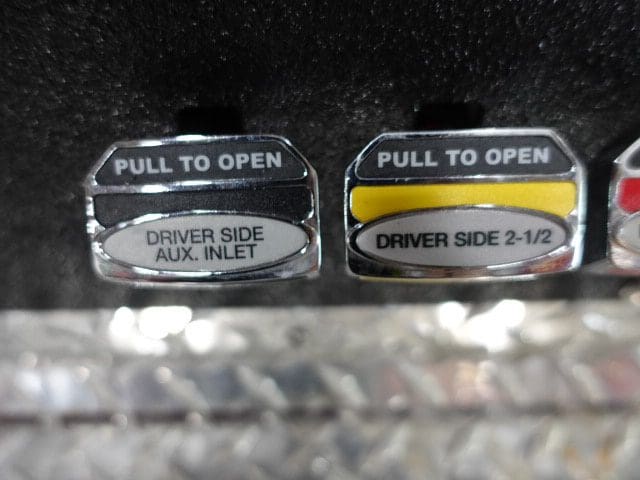 PULL TO OPEN
DRIVER SIDE
AUX. INLET
PULL TO OPEN
DRIVER SIDE 2-1/2